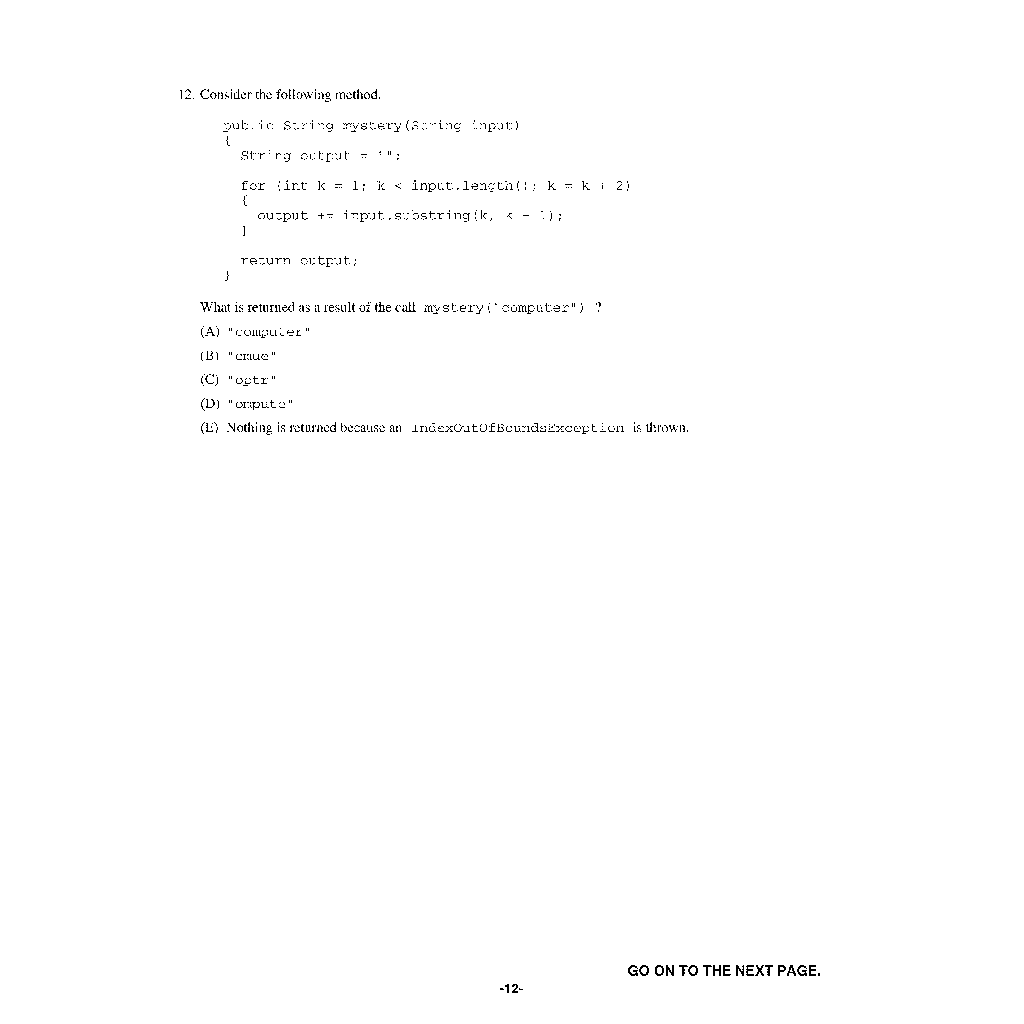 12. Consider the following method.
public String mystery(String input)
{
String output = "";
for (int k = 1; k < input.length(); k = k + 2)
{
output += input.substring(k, k + 1);
}
return output;
}
What is returned as a result of the call mystery("computer") ?
(A) "computer"
(B) "cmue"
(C) "optr"
(D) "ompute"
(E) Nothing is returned because an IndexOutOfBoundsException is thrown.
GO ON TO THE NEXT PAGE.
-12-